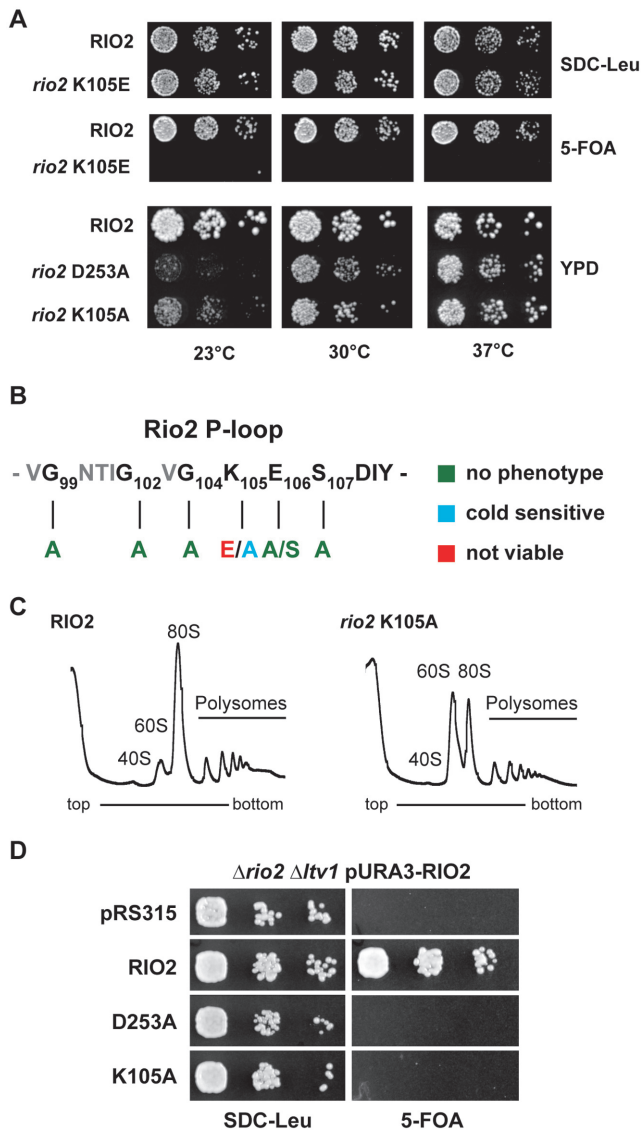 A
RIO2
rio2 K105E
SDC-Leu
RIO2
rio2 K105E
5-FOA
RIO2
rio2 D253A
rio2 K105A
YPD
23°C 30°C 37°C
B
Rio2 P-loop
- VG99NTIG102VG104K105E106S107DIY -
A A A E/A A/S A
no phenotype
cold sensitive
not viable
C
RIO2
40S
60S
80S
Polysomes
top bottom
rio2 K105A
40S
60S 80S
Polysomes
top bottom
D
Δrio2 Δltv1 pURA3-RIO2
pRS315
RIO2
D253A
K105A
SDC-Leu 5-FOA